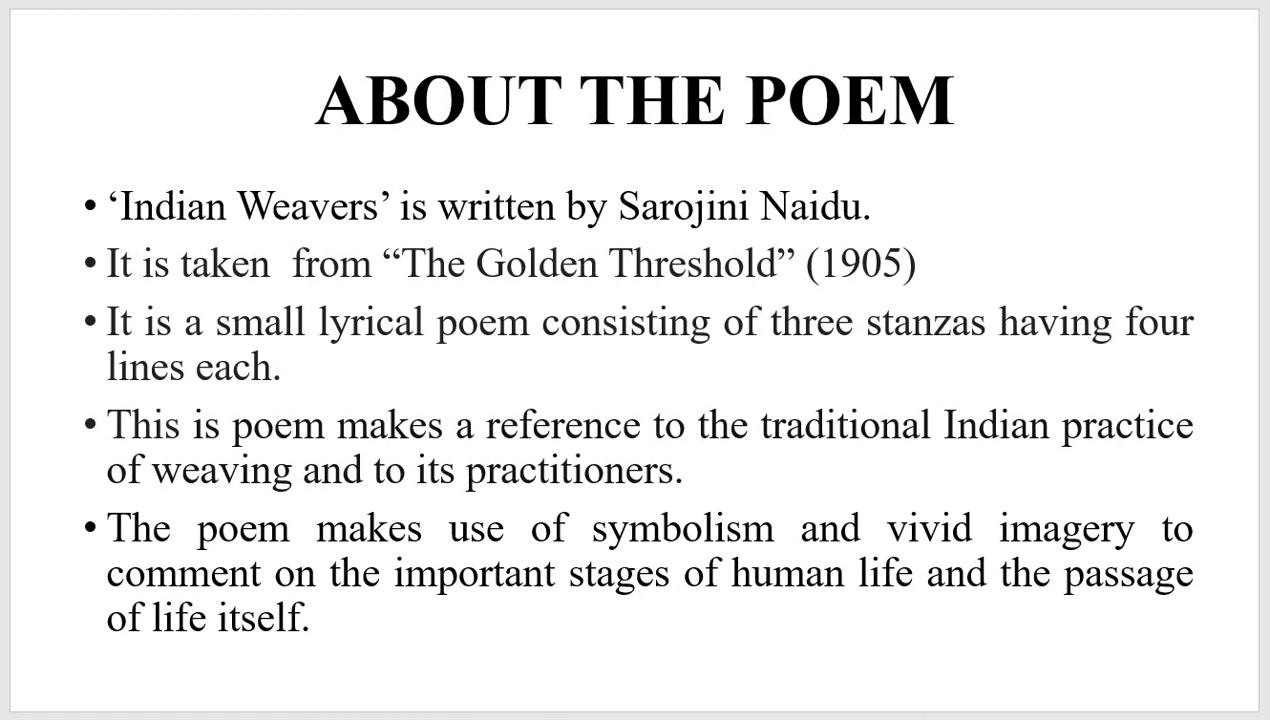 ABOUT THE POEM
• ‘Indian Weavers’ is written by Sarojini Naidu.
• It is taken  from “The Golden Threshold” (1905)
• It is a small lyrical poem consisting of three stanzas having four
lines each.
• This is poem makes a reference to the traditional Indian practice
of weaving and to its practitioners.
• The poem makes use of symbolism and vivid imagery to
comment on the important stages of human life and the passage
of life itself.